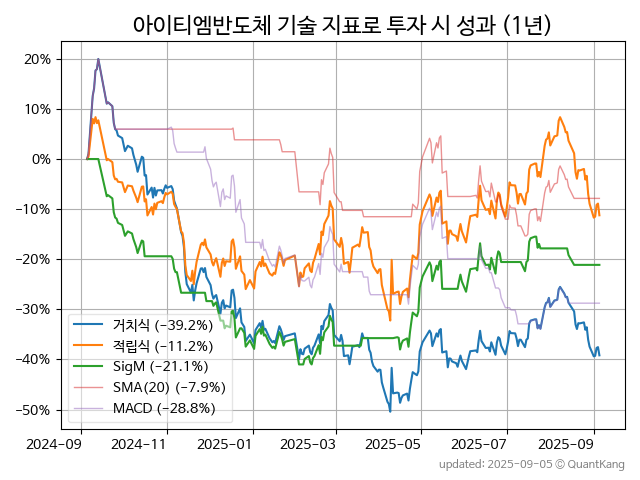 아이티엠반도체 기술 지표로 투자 시 성과 (1년)
20%
10%
0%
−10%
−20%
−30%
−40%
−50%
거치식 (−39.2%)
적립식 (−11.2%)
SigM (−21.1%)
SMA(20) (−7.9%)
MACD (−28.8%)
2024-09
2024-11
2025-01
2025-03
2025-05
2025-07
2025-09
updated: 2025-09-05 © QuantKang